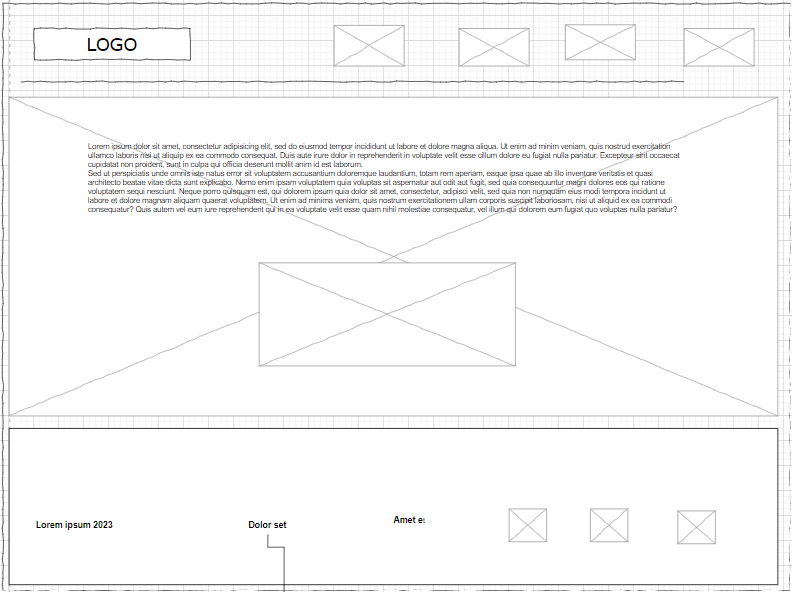 LOGO
Lorem ipsum dolor sit amet, consectetur adipisicing elit, sed do eiusmod tempor incididunt ut labore et dolore magna aliqua. Ut enim ad minim veniam, quis nostrud exercitation
ullamco laboris nisi ut aliquip ex ea commodo consequat. Duis aute irure dolor in reprehenderit in voluptate velit esse cillum dolore eu fugiat nulla pariatur. Excepteur sint occaecat
cupidatat non proident, sunt in culpa qui officia deserunt mollit anim id est laborum.
Sed ut perspiciatis unde omnis iste natus error sit voluptatem accusantium doloremque laudantium, totam rem aperiam, eaque ipsa quae ab illo inventore veritatis et quasi
architecto beatae vitae dicta sunt explicabo. Nemo enim ipsam voluptatem quia voluptas sit aspernatur aut odit aut fugit, sed quia consequuntur magni dolores eos qui ratione
voluptatem sequi nesciunt. Neque porro quisquam est, qui dolorem ipsum quia dolor sit amet, consectetur, adipisci velit, sed quia non numquam eius modi tempora incidunt ut
labore et dolore magnam aliquam quaerat voluptatem. Ut enim ad minima veniam, quis nostrum exercitationem ullam corporis suscipit laboriosam, nisi ut aliquid ex ea commodi
consequatur? Quis autem vel eum iure reprehenderit qui in ea voluptate velit esse quam nihil molestiae consequatur, vel illum qui dolorem eum fugiat quo voluptas nulla pariatur?
Lorem ipsum 2023
Dolor set
Amet